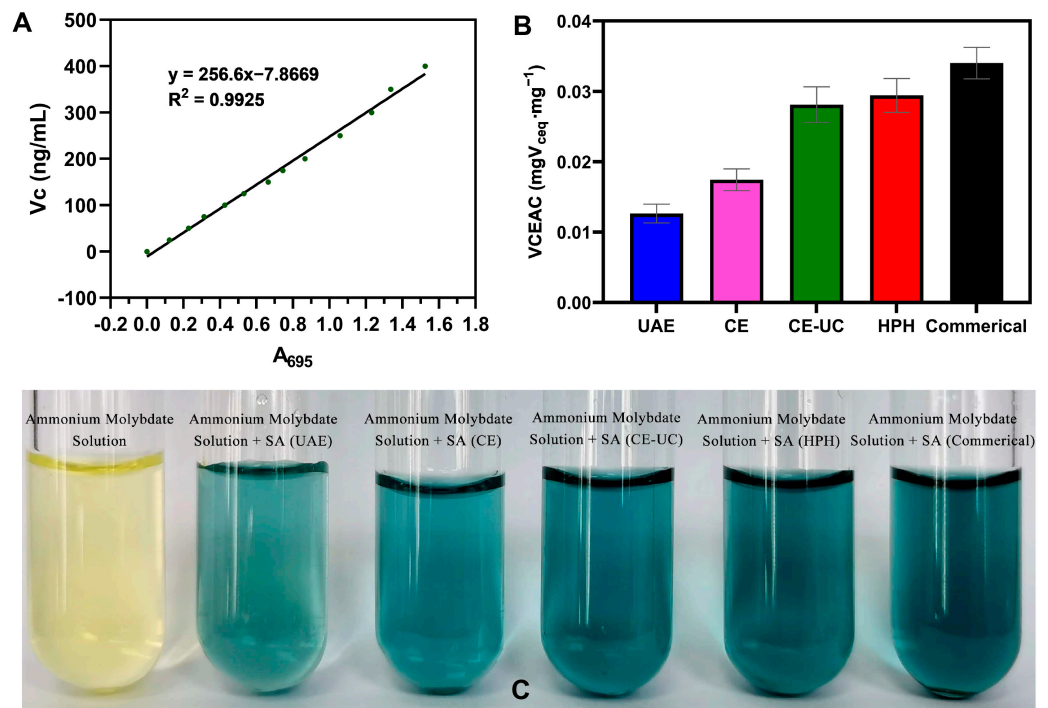 A
500
400
300
200
100
0
-100
Vc (ng/mL)
y = 256.6x−7.8669
R² = 0.9925
-0.2 0.0 0.2 0.4 0.6 0.8 1.0 1.2 1.4 1.6 1.8
A₆₉₅
B
0.04
0.03
0.02
0.01
0.00
VCEAC (mgV_ceq·mg⁻¹)
UAE CE CE-UC HPH Commerical
Ammonium Molybdate
Solution
Ammonium Molybdate
Solution + SA (UAE)
Ammonium Molybdate
Solution + SA (CE)
Ammonium Molybdate
Solution + SA (CE-UC)
Ammonium Molybdate
Solution + SA (HPH)
Ammonium Molybdate
Solution + SA (Commerical)
C